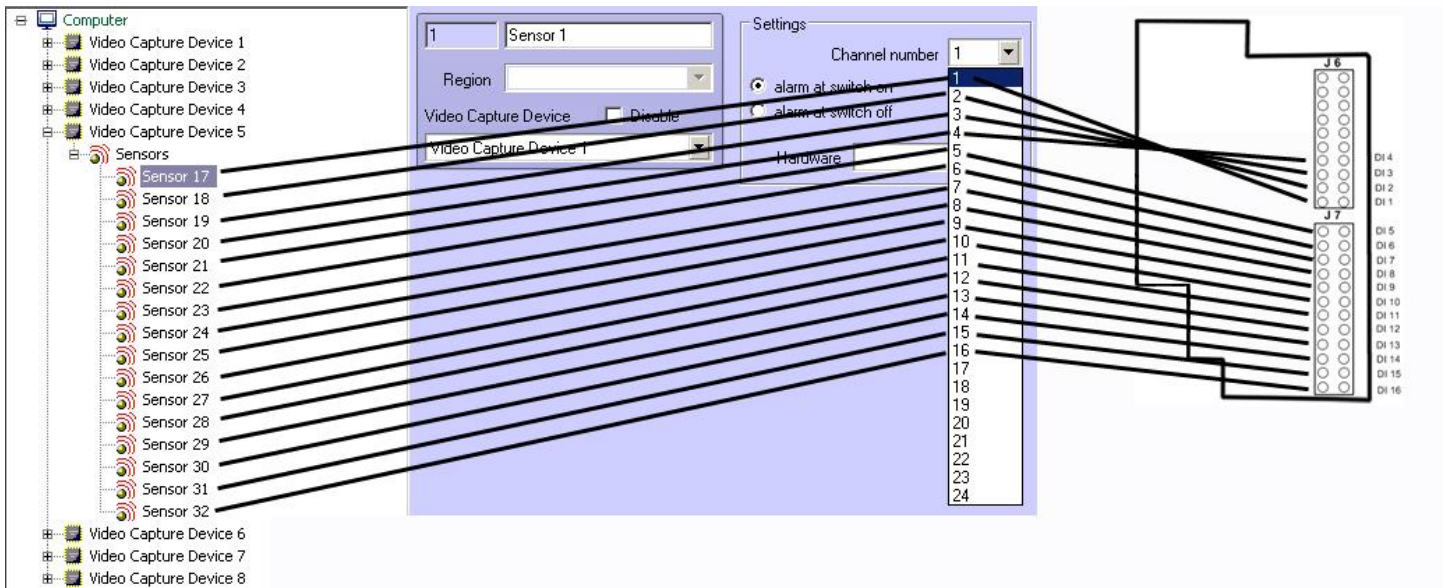 Computer
Video Capture Device 1
Video Capture Device 2
Video Capture Device 3
Video Capture Device 4
Video Capture Device 5
Sensors
Sensor 17
Sensor 18
Sensor 19
Sensor 20
Sensor 21
Sensor 22
Sensor 23
Sensor 24
Sensor 25
Sensor 26
Sensor 27
Sensor 28
Sensor 29
Sensor 30
Sensor 31
Sensor 32
Video Capture Device 6
Video Capture Device 7
Video Capture Device 8
1 Sensor 1
Region
Video Capture Device Disable
Video Capture Device 1
Settings
Channel number 1
alarm at switch on
alarm at switch off
Hardware
1
2
3
4
5
6
7
8
9
10
11
12
13
14
15
16
17
18
19
20
21
22
23
24
J 6
DI 4
DI 3
DI 2
DI 1
J 7
DI 5
DI 6
DI 7
DI 8
DI 9
DI 10
DI 11
DI 12
DI 13
DI 14
DI 15
DI 16